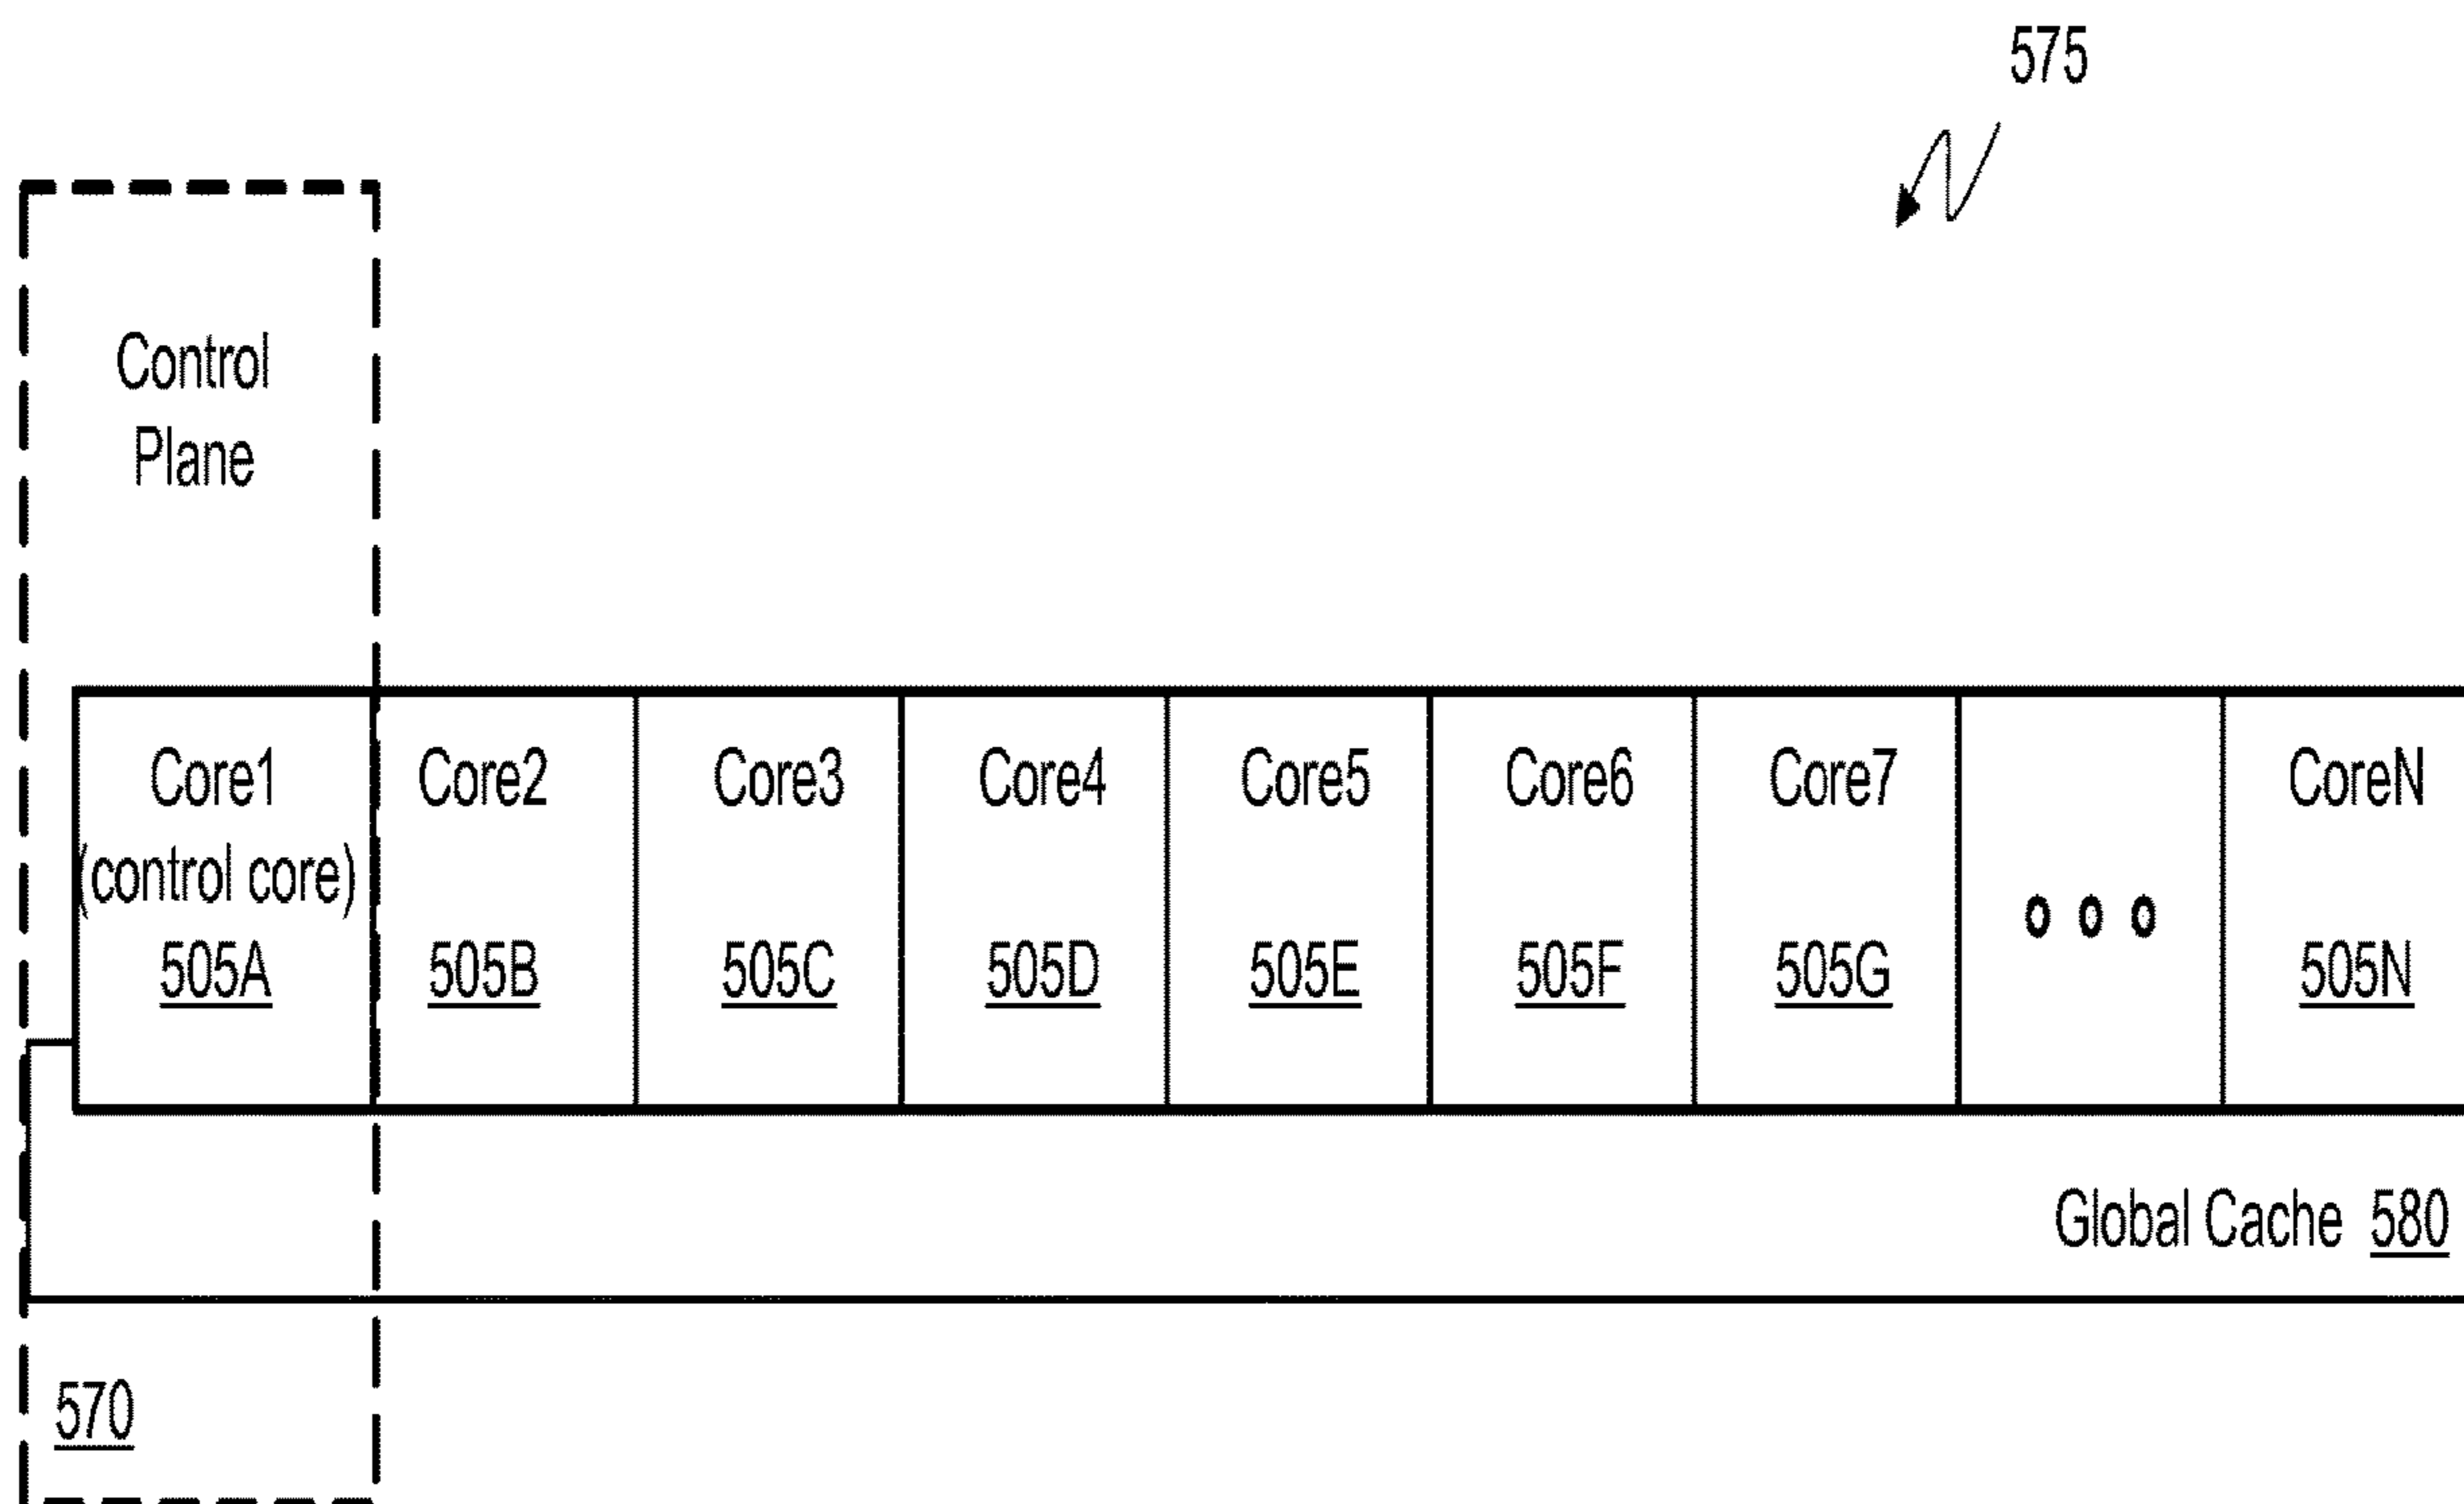 575
Control
Plane
Core1
(control core)
505A
Core2
505B
Core3
505C
Core4
505D
Core5
505E
Core6
505F
Core7
505G
CoreN
505N
Global Cache 580
570